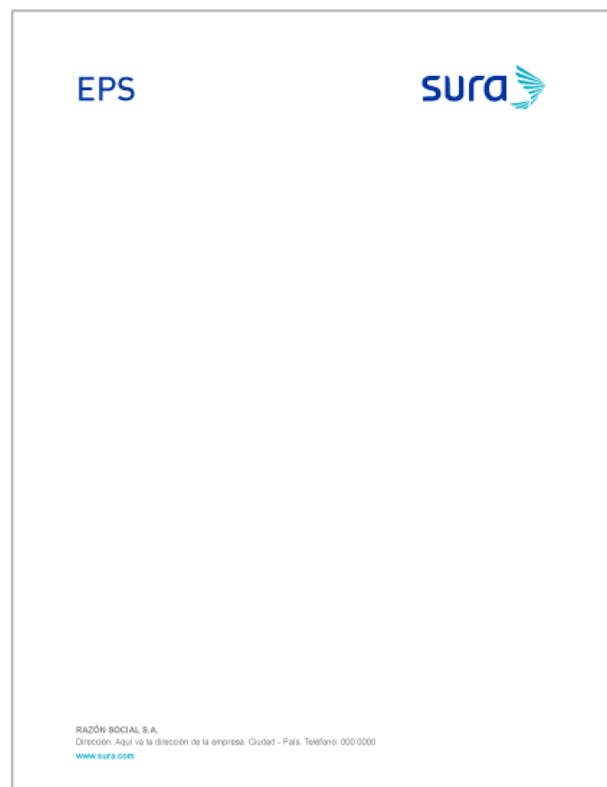 EPS
sura
RAZÓN SOCIAL S.A.
Dirección: Aquí va la dirección de la empresa. Ciudad - País. Teléfono: 000 0000
www.sura.com